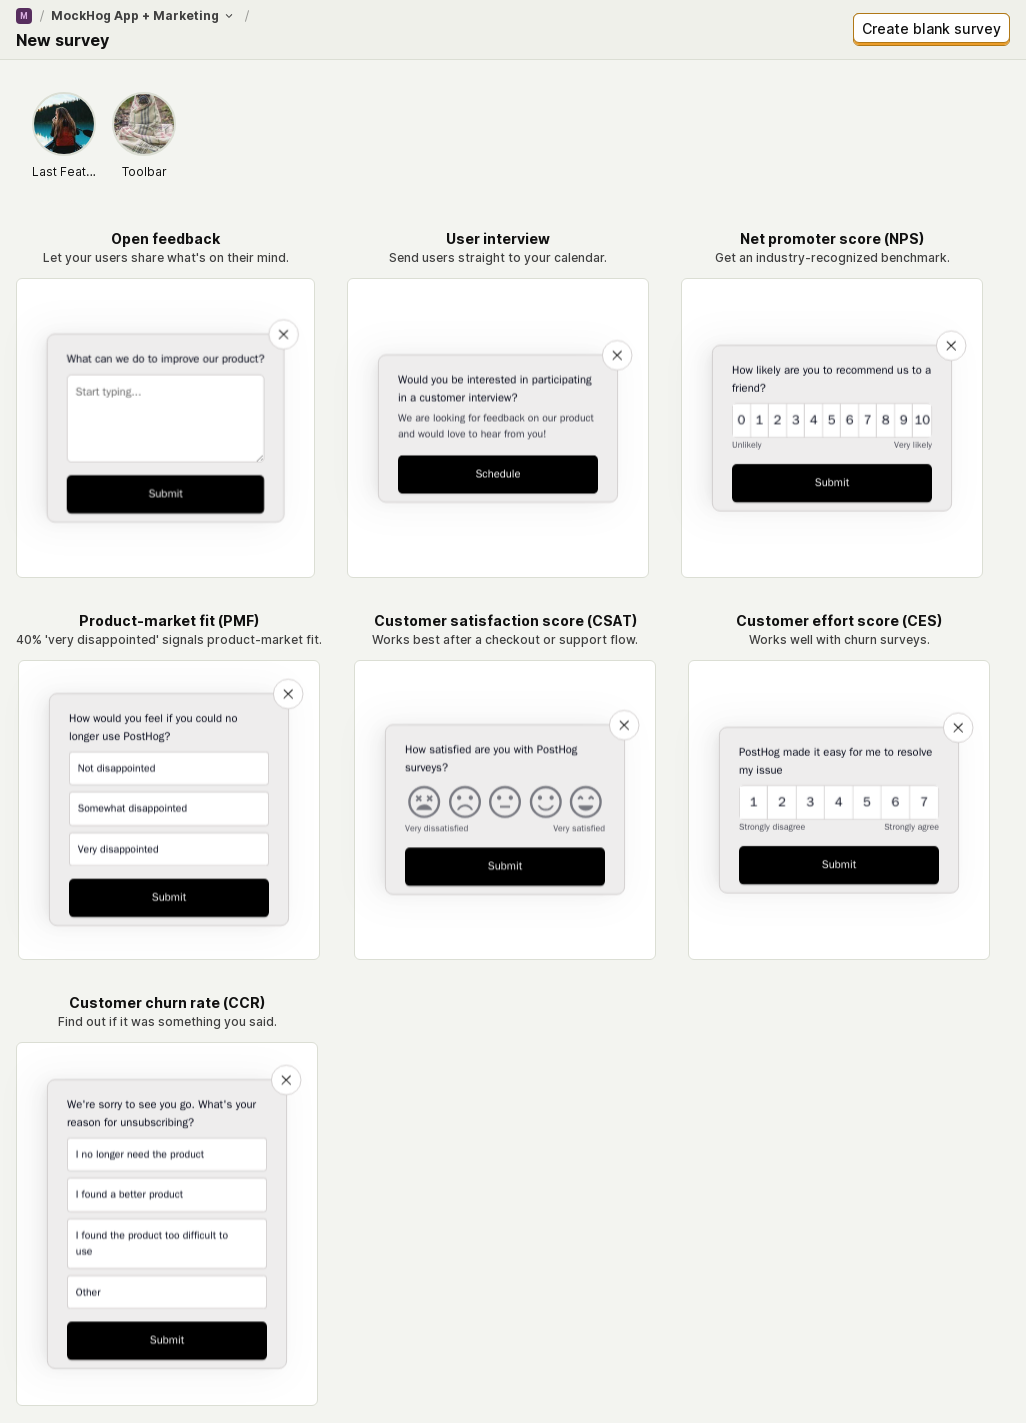 M / MockHog App + Marketing /
New survey
Create blank survey
Last Feat...
Toolbar
Open feedback
Let your users share what's on their mind.
What can we do to improve our product?
Start typing...
Submit
User interview
Send users straight to your calendar.
Would you be interested in participating
in a customer interview?
We are looking for feedback on our product
and would love to hear from you!
Schedule
Net promoter score (NPS)
Get an industry-recognized benchmark.
How likely are you to recommend us to a
friend?
0 1 2 3 4 5 6 7 8 9 10
Unlikely Very likely
Submit
Product-market fit (PMF)
40% 'very disappointed' signals product-market fit.
How would you feel if you could no
longer use PostHog?
Not disappointed
Somewhat disappointed
Very disappointed
Submit
Customer satisfaction score (CSAT)
Works best after a checkout or support flow.
How satisfied are you with PostHog
surveys?
Very dissatisfied Very satisfied
Submit
Customer effort score (CES)
Works well with churn surveys.
PostHog made it easy for me to resolve
my issue
1 2 3 4 5 6 7
Strongly disagree Strongly agree
Submit
Customer churn rate (CCR)
Find out if it was something you said.
We're sorry to see you go. What's your
reason for unsubscribing?
I no longer need the product
I found a better product
I found the product too difficult to
use
Other
Submit